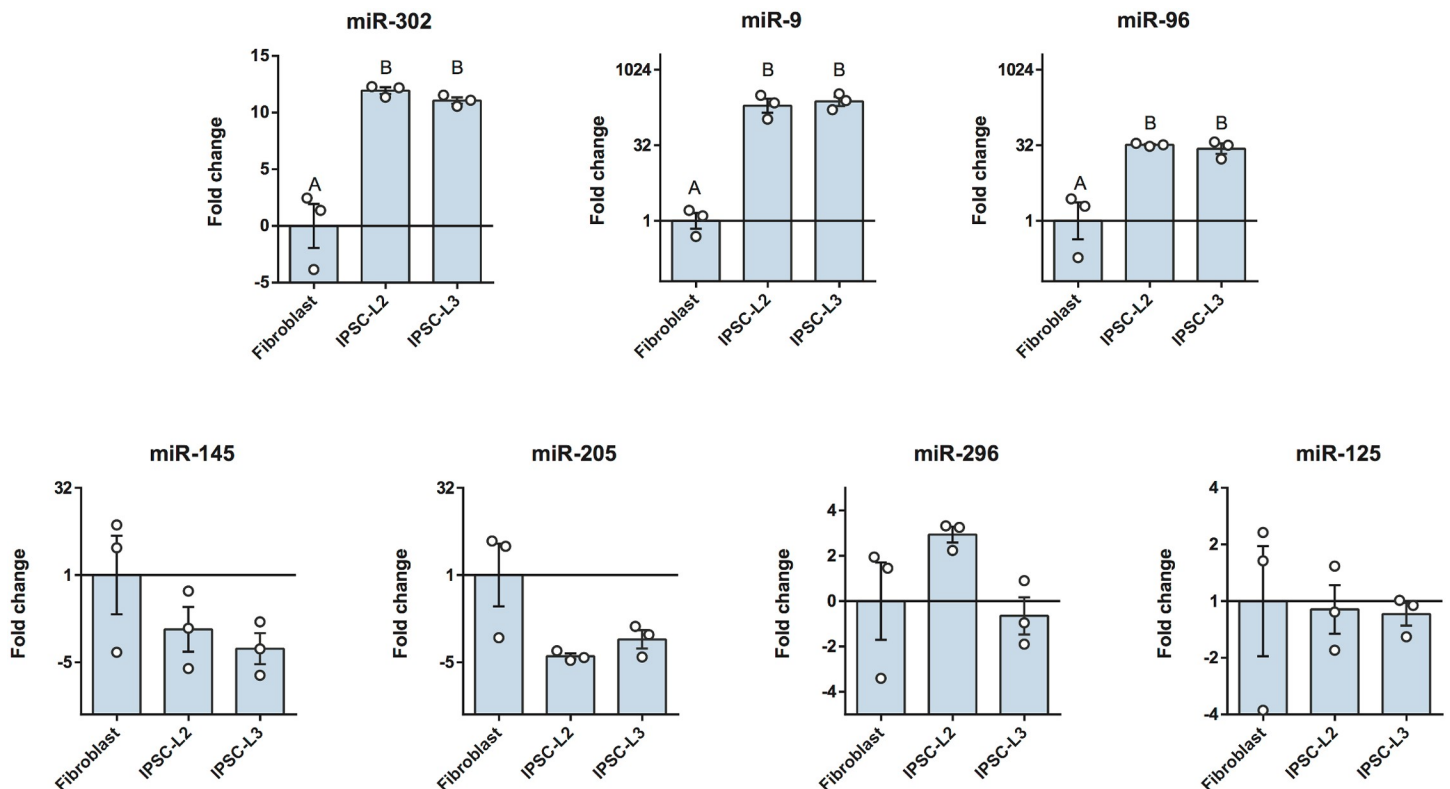 miR-302
miR-9
miR-96
Fold change
15
10
5
0
-5
A
B
B
Fibroblast
IPSC-L2
IPSC-L3
Fold change
1024
32
1
A
B
B
Fibroblast
IPSC-L2
IPSC-L3
Fold change
1024
32
1
A
B
B
Fibroblast
IPSC-L2
IPSC-L3
miR-145
miR-205
miR-296
miR-125
Fold change
32
1
-5
Fibroblast
IPSC-L2
IPSC-L3
Fold change
32
1
-5
Fibroblast
IPSC-L2
IPSC-L3
Fold change
4
2
0
-2
-4
Fibroblast
IPSC-L2
IPSC-L3
Fold change
4
2
1
-2
-4
Fibroblast
IPSC-L2
IPSC-L3